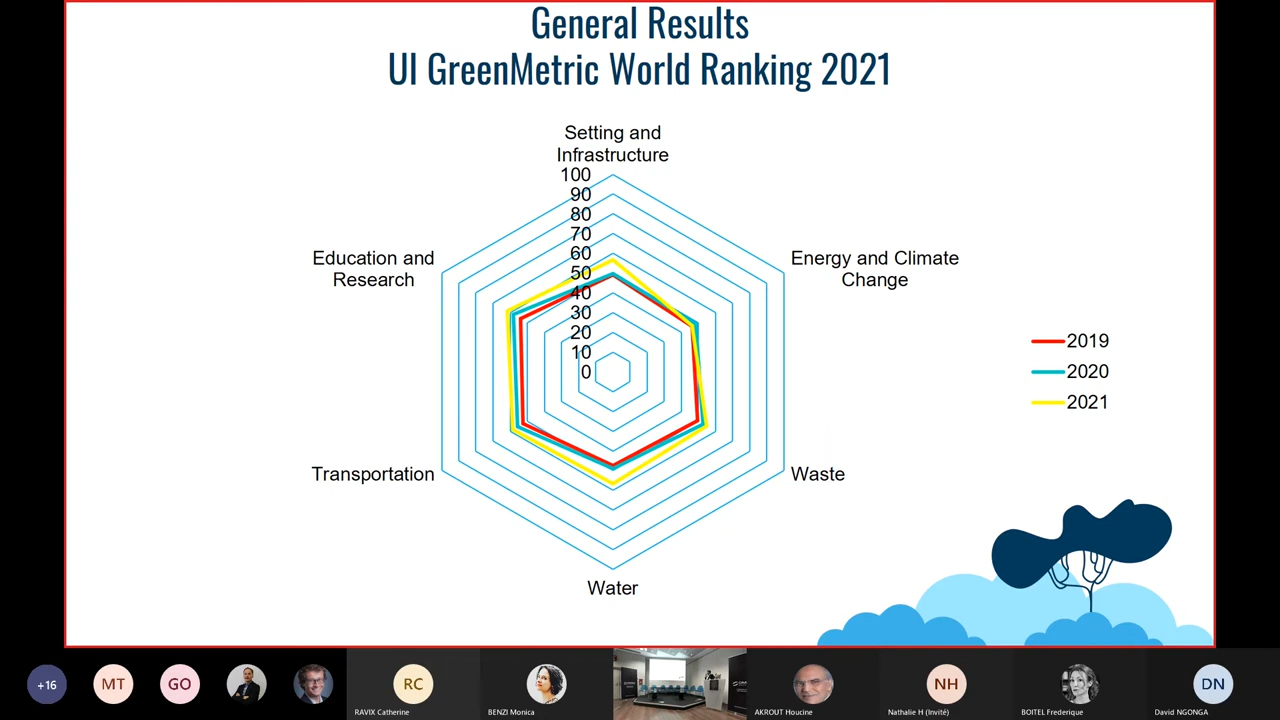 General Results
UI GreenMetric World Ranking 2021
Setting and
Infrastructure
100
90
80
70
60
50
40
30
20
10
0
Education and
Research
Energy and Climate
Change
2019
2020
2021
Transportation
Waste
Water
+16
MT
GO
RC
RAVIX Catherine
BENZI Monica
AKROUT Houcine
NH
Nathalie H (Invité)
BOITEL Frederique
DN
David NGONGA